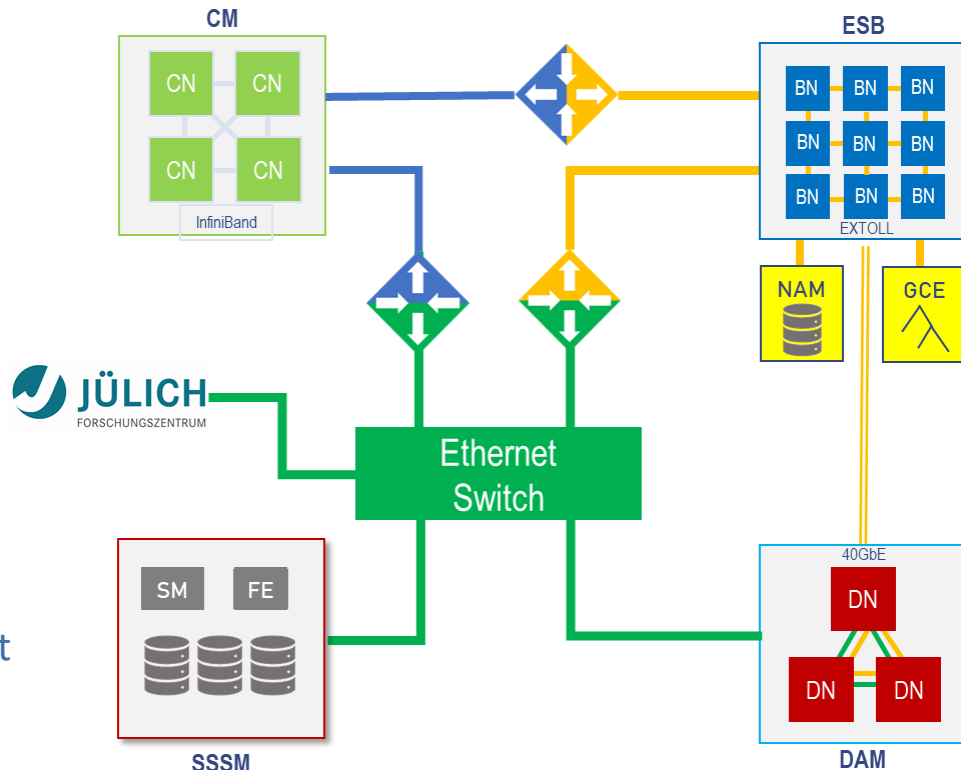 CM
ESB
CN CN
CN CN
InfiniBand
BN BN BN
BN BN BN
BN BN BN
EXTOLL
NAM
GCE
JÜLICH
FORSCHUNGSZENTRUM
Ethernet
Switch
SM FE
t
SSSM
40GbE
DN
DN DN
DAM